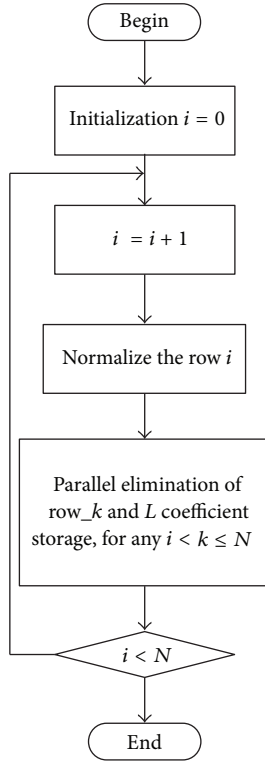 Begin
Initialization i = 0
i = i + 1
Normalize the row i
Parallel elimination of
row_k and L coefficient
storage, for any i < k ≤ N
i < N
End